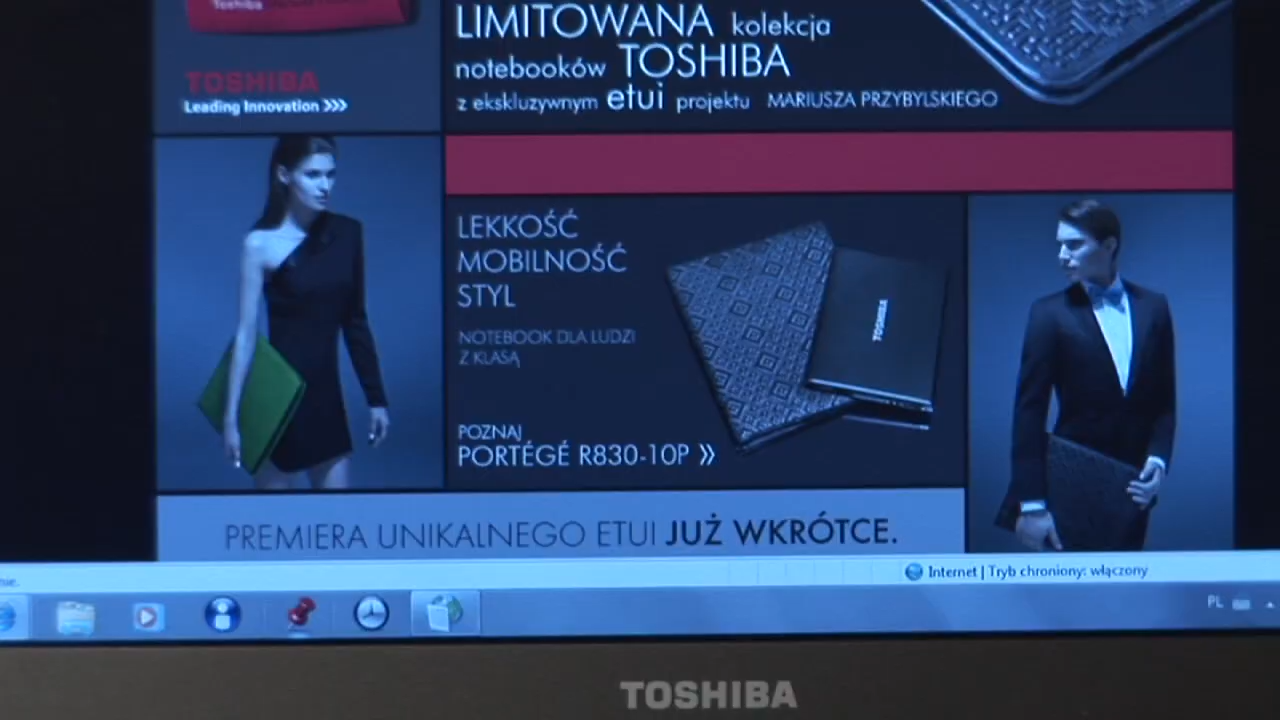 Toshiba
TOSHIBA
Leading Innovation >>>
LIMITOWANA kolekcja
notebooków TOSHIBA
z ekskluzywnym etui projektu MARIUSZA PRZYBYLSKIEGO
LEKKOŚĆ
MOBILNOŚĆ
STYL
NOTEBOOK DLA LUDZI
Z KLASĄ
POZNAJ
PORTÉGÉ R830-10P »
TOSHIBA
PREMIERA UNIKALNEGO ETUI JUŻ WKRÓTCE.
Internet | Tryb chroniony: włączony
PL
TOSHIBA